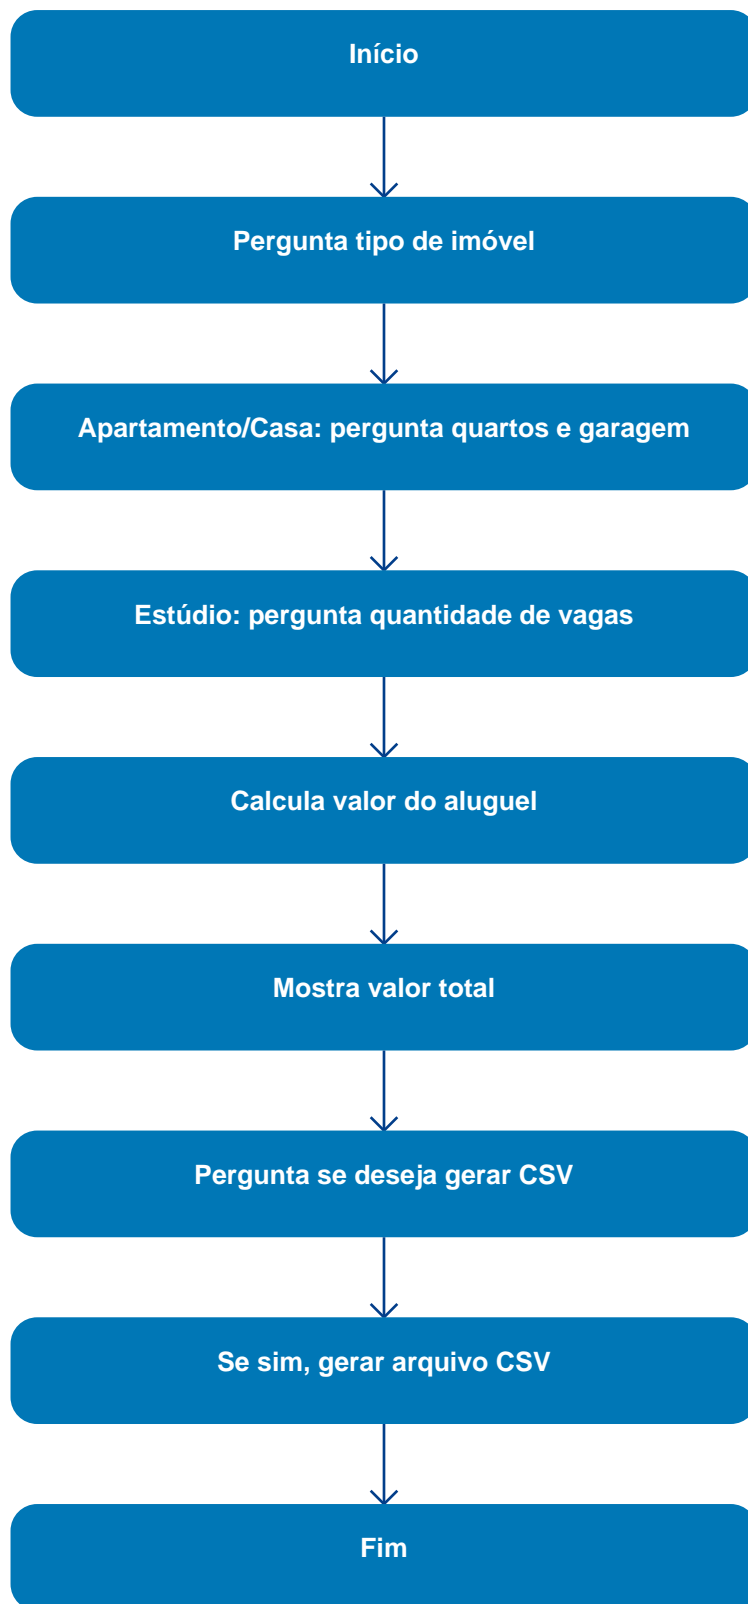 Início
Pergunta tipo de imóvel
Apartamento/Casa: pergunta quartos e garagem
Estúdio: pergunta quantidade de vagas
Calcula valor do aluguel
Mostra valor total
Pergunta se deseja gerar CSV
Se sim, gerar arquivo CSV
Fim